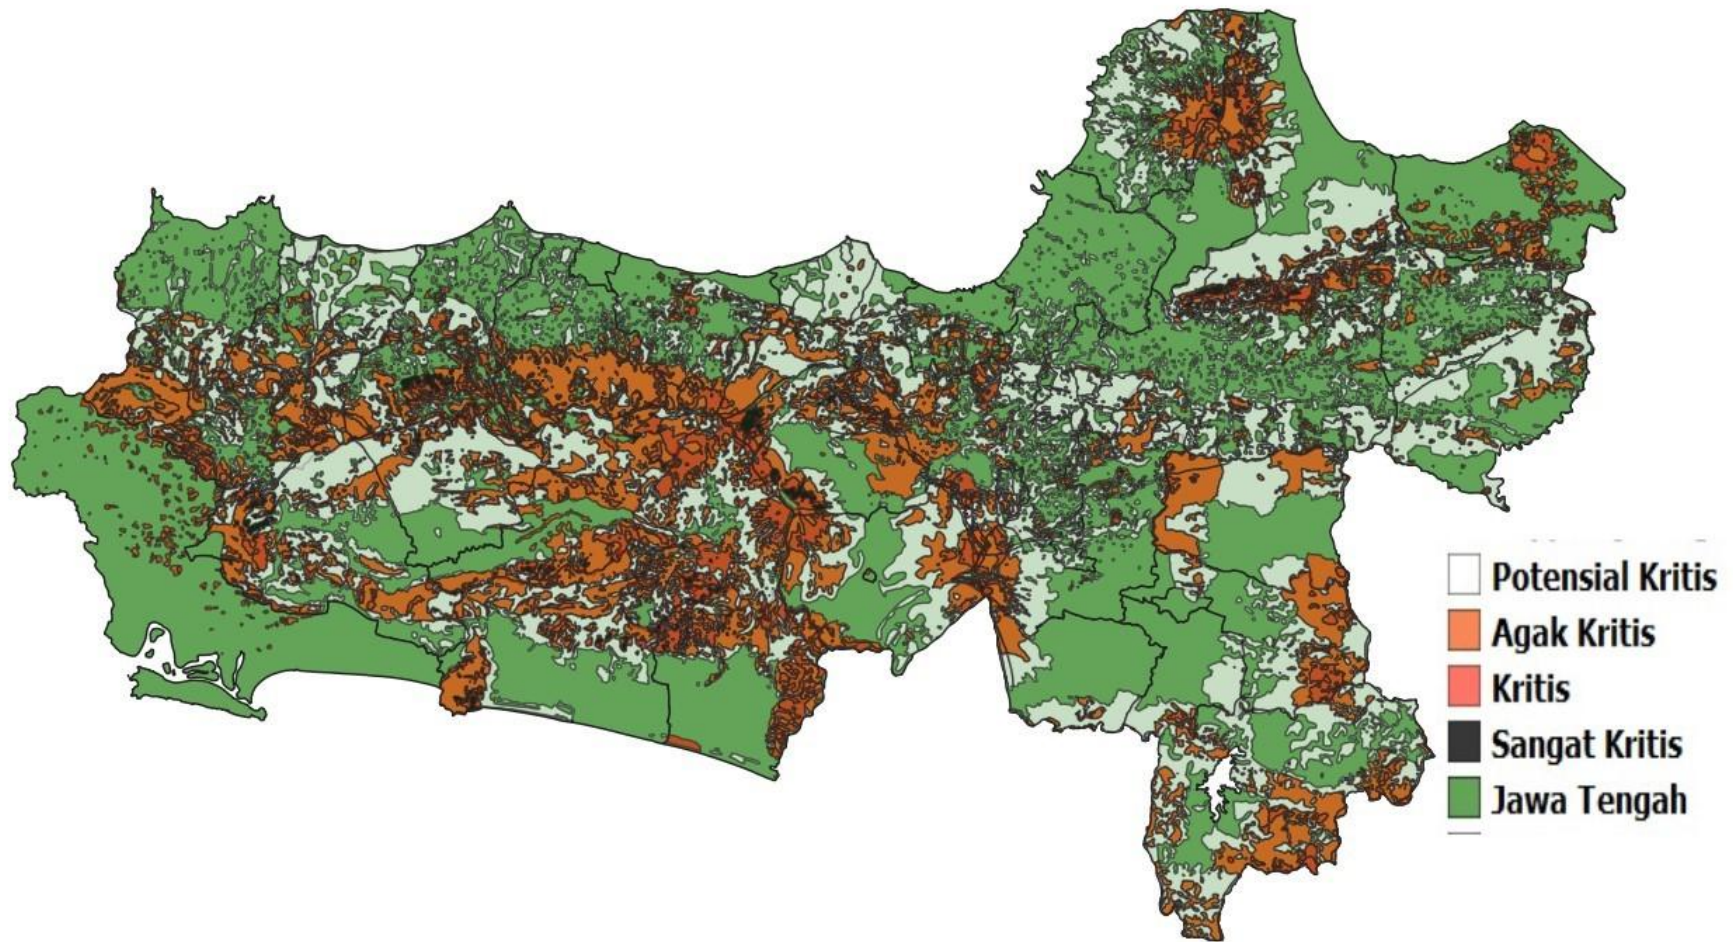 Potensial Kritis
Agak Kritis
Kritis
Sangat Kritis
Jawa Tengah